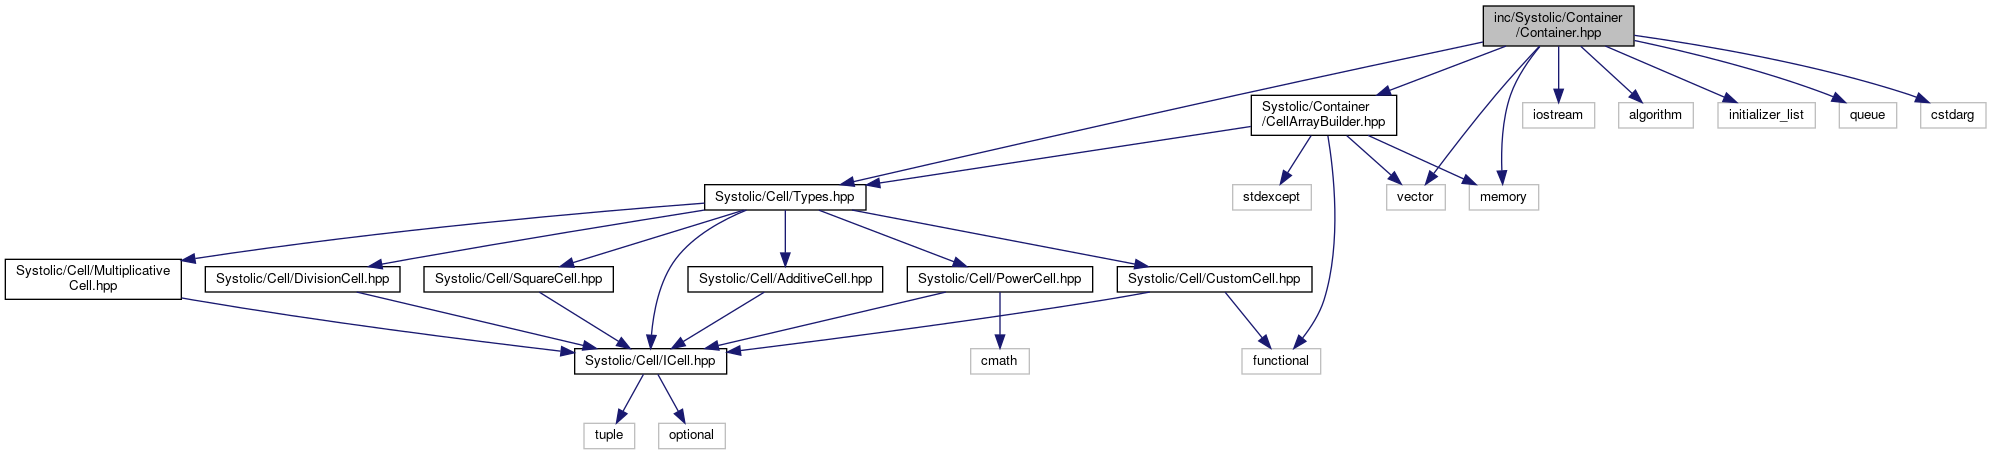 inc/Systolic/Container
/Container.hpp
Systolic/Container
/CellArrayBuilder.hpp
iostream
algorithm
initializer_list
queue
cstdarg
Systolic/Cell/Types.hpp
stdexcept
vector
memory
Systolic/Cell/Multiplicative
Cell.hpp
Systolic/Cell/DivisionCell.hpp
Systolic/Cell/SquareCell.hpp
Systolic/Cell/AdditiveCell.hpp
Systolic/Cell/PowerCell.hpp
Systolic/Cell/CustomCell.hpp
Systolic/Cell/ICell.hpp
cmath
functional
tuple
optional